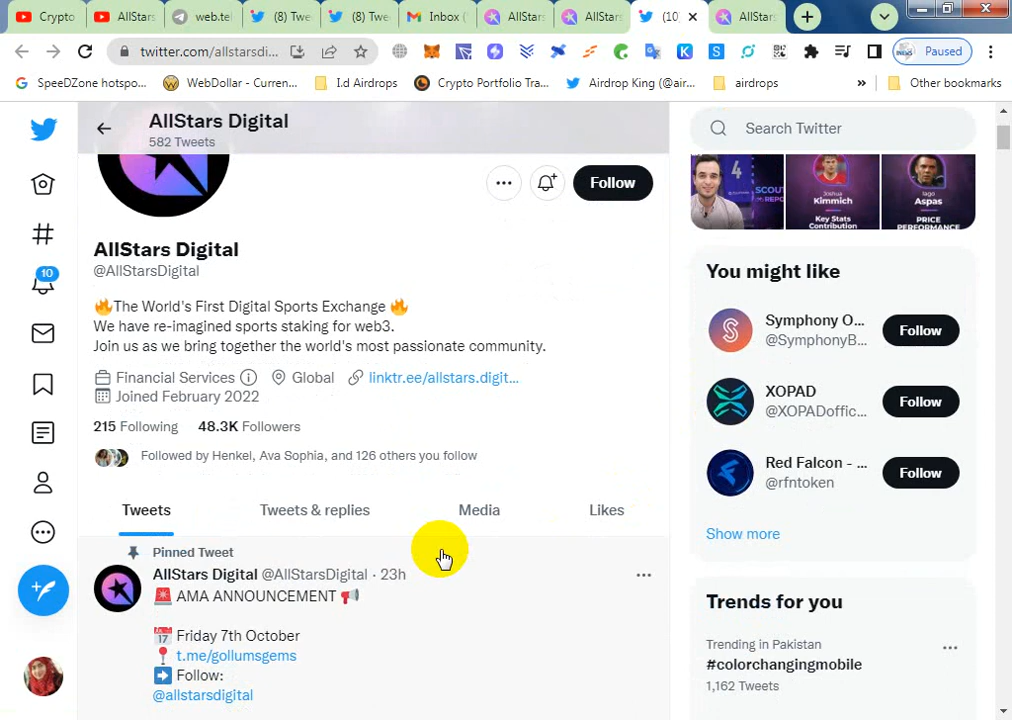 Crypto
AllStars
web.tel
(8) Twe
(8) Twe
Inbox (
AllStars
AllStars
(10)
AllStars
twitter.com/allstarsdi...
Paused
SpeeDZone hotspo...
WebDollar - Curren...
I.d Airdrops
Crypto Portfolio Tra...
Airdrop King (@air...
airdrops
»
Other bookmarks
AllStars Digital
582 Tweets
Follow
AllStars Digital
@AllStarsDigital
🔥The World's First Digital Sports Exchange 🔥
We have re-imagined sports staking for web3.
Join us as we bring together the world's most passionate community.
Financial Services Global linktr.ee/allstars.digit...
Joined February 2022
215 Following 48.3K Followers
Followed by Henkel, Ava Sophia, and 126 others you follow
Tweets Tweets & replies Media Likes
Pinned Tweet
AllStars Digital @AllStarsDigital · 23h
🚨 AMA ANNOUNCEMENT 📢
📅 Friday 7th October
📍 t.me/gollumsgems
➡️ Follow:
@allstarsdigital
10
Search Twitter
4
SCOUT
REPO
Joshua
Kimmich
Key Stats
Contribution
Iago
Aspas
PRICE
PERFORMANCE
You might like
Symphony O...
@SymphonyB...
Follow
XOPAD
@XOPADoffic...
Follow
Red Falcon - ...
@rfntoken
Follow
Show more
Trends for you
Trending in Pakistan
#colorchangingmobile
1,162 Tweets